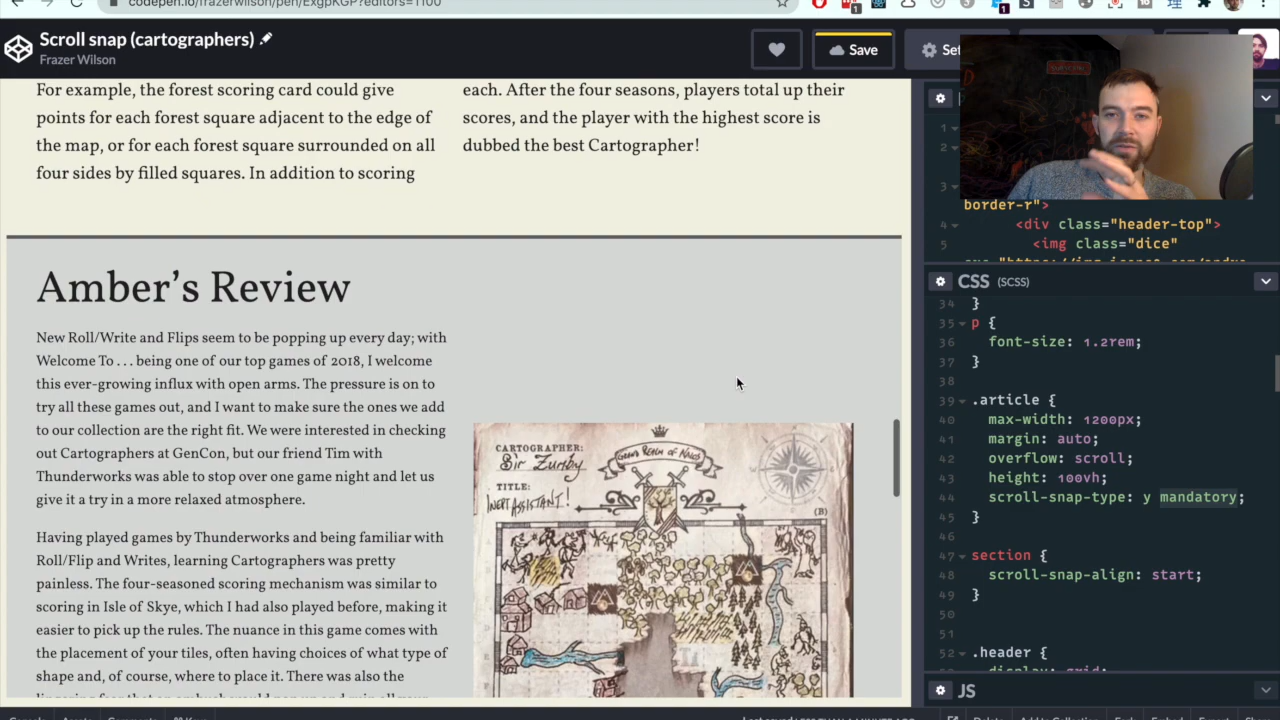 codepen.io/frazerwilson/pen/ExgpKGP?editors=1100
Scroll snap (cartographers)
Frazer Wilson
Save
For example, the forest scoring card could give
points for each forest square adjacent to the edge of
the map, or for each forest square surrounded on all
four sides by filled squares. In addition to scoring
each. After the four seasons, players total up their
scores, and the player with the highest score is
dubbed the best Cartographer!
Amber’s Review
New Roll/Write and Flips seem to be popping up every day; with
Welcome To . . . being one of our top games of 2018, I welcome
this ever-growing influx with open arms. The pressure is on to
try all these games out, and I want to make sure the ones we add
to our collection are the right fit. We were interested in checking
out Cartographers at GenCon, but our friend Tim with
Thunderworks was able to stop over one game night and let us
give it a try in a more relaxed atmosphere.
Having played games by Thunderworks and being familiar with
Roll/Flip and Writes, learning Cartographers was pretty
painless. The four-seasoned scoring mechanism was similar to
scoring in Isle of Skye, which I had also played before, making it
easier to pick up the rules. The nuance in this game comes with
the placement of your tiles, often having choices of what type of
shape and, of course, where to place it. There was also the
CARTOGRAPHER:
TITLE:
INEPT ASSISTANT!
(B)
1
2
3
border-r">
4 <div class="header-top">
5 <img class="dice"
CSS (SCSS)
34 }
35 p {
36 font-size: 1.2rem;
37 }
38
39 .article {
40 max-width: 1200px;
41 margin: auto;
42 overflow: scroll;
43 height: 100vh;
44 scroll-snap-type: y mandatory;
45 }
46
47 section {
48 scroll-snap-align: start;
49 }
50
51
52 .header {
display: grid;
JS